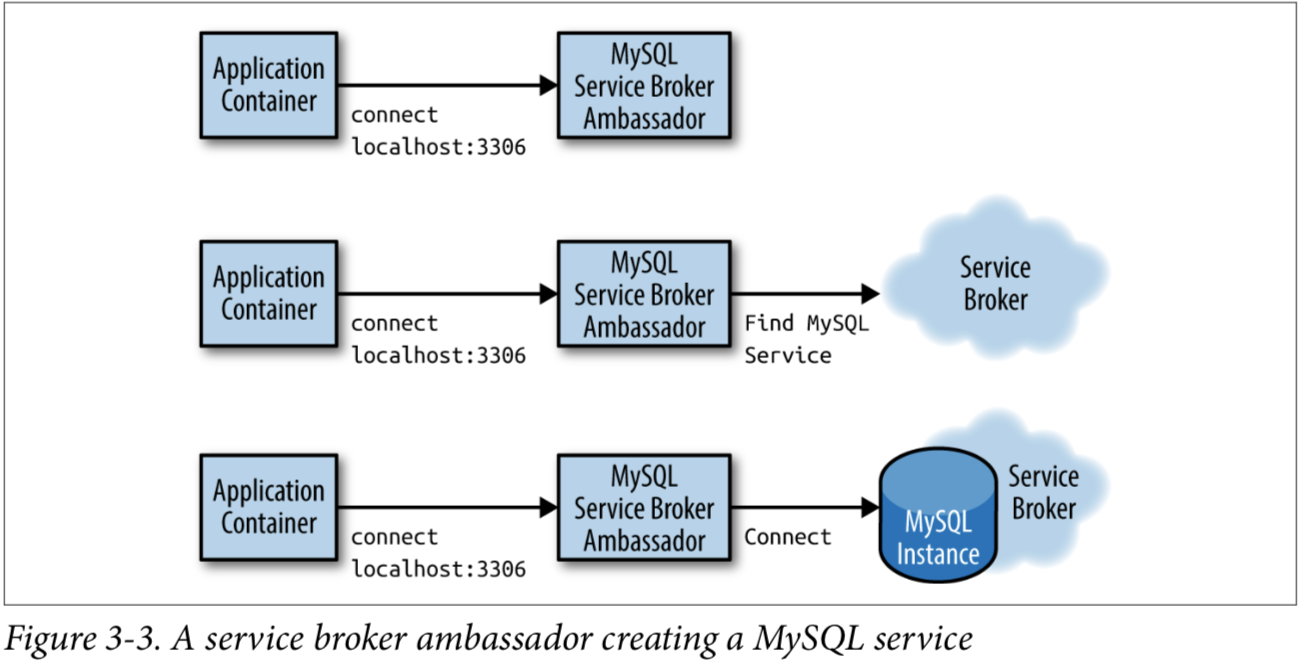 Application
Container
connect
localhost:3306
MySQL
Service Broker
Ambassador
Application
Container
connect
localhost:3306
MySQL
Service Broker
Ambassador
Find MySQL
Service
Service
Broker
Application
Container
connect
localhost:3306
MySQL
Service Broker
Ambassador
Connect
MySQL
Instance
Service
Broker
Figure 3-3. A service broker ambassador creating a MySQL service